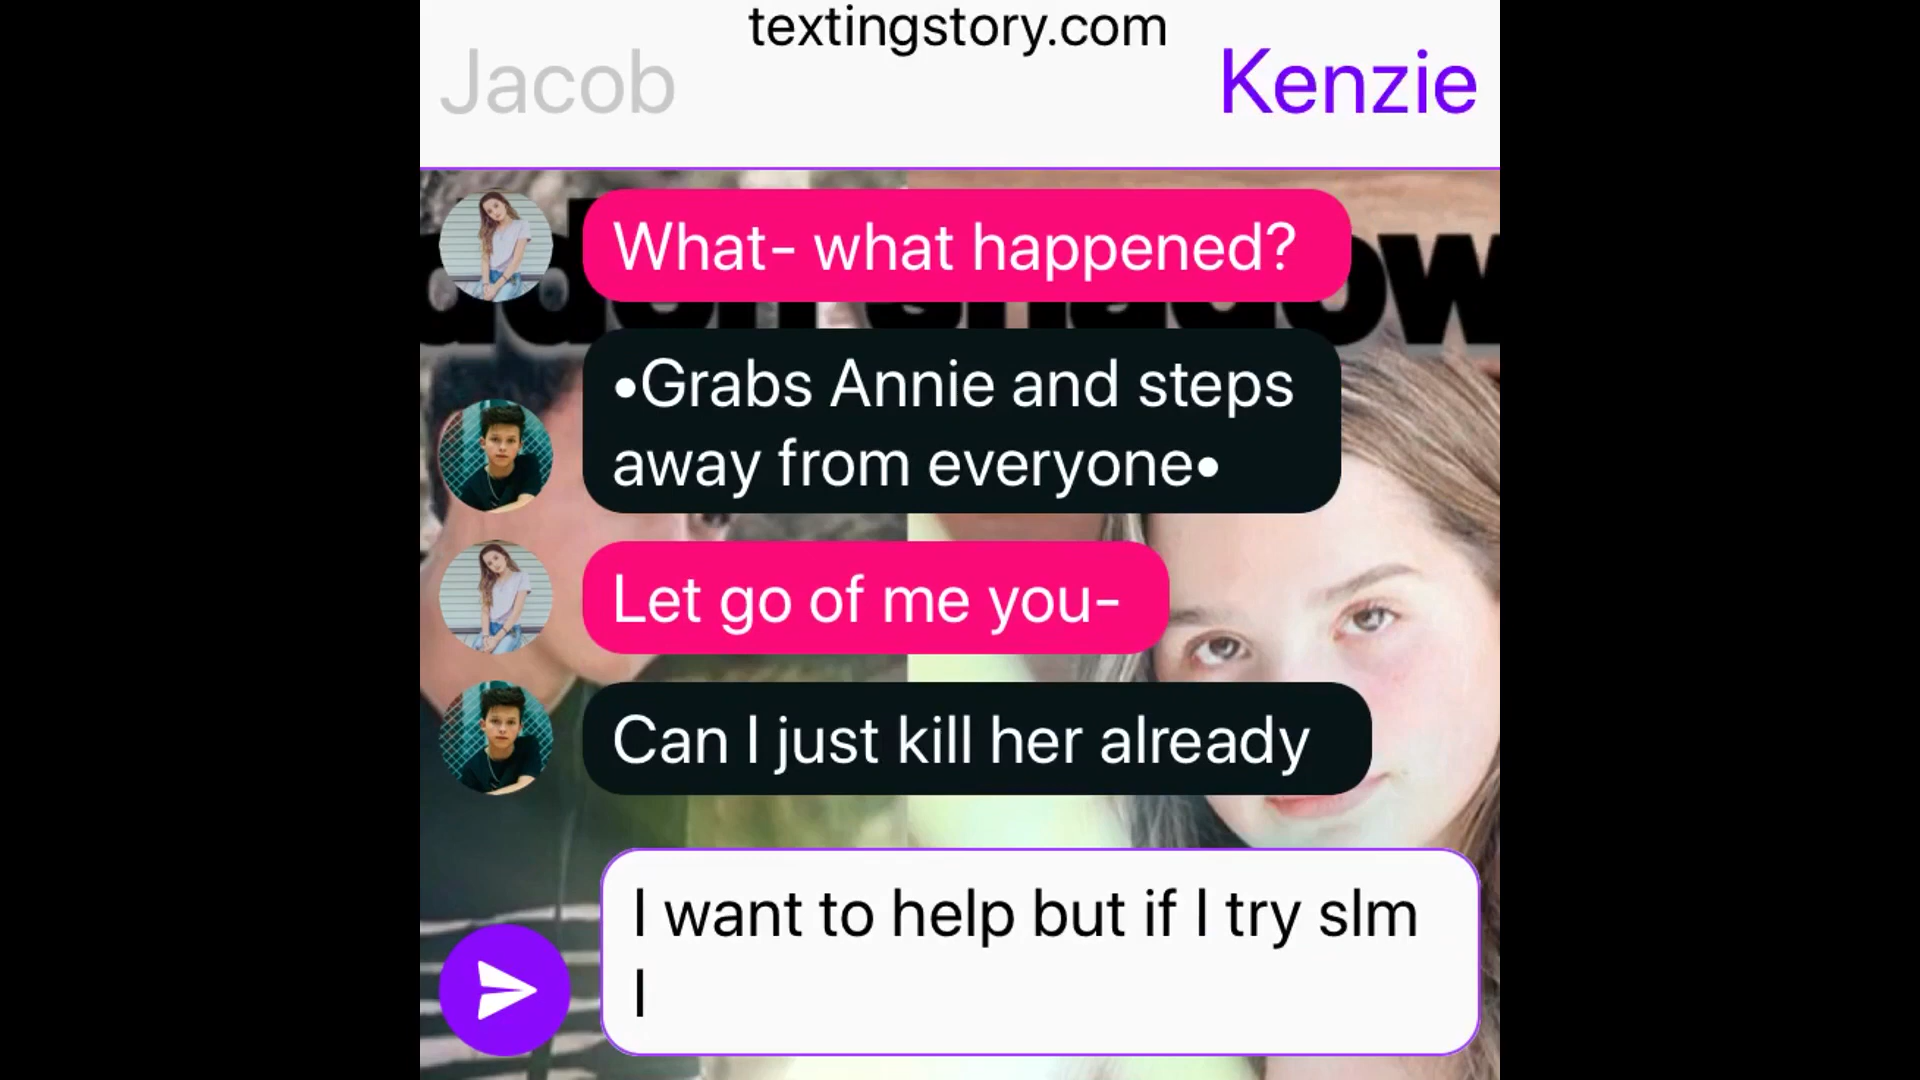 textingstory.com
Jacob
Kenzie
What- what happened?
•Grabs Annie and steps
away from everyone•
Let go of me you-
Can I just kill her already
I want to help but if I try slm
I